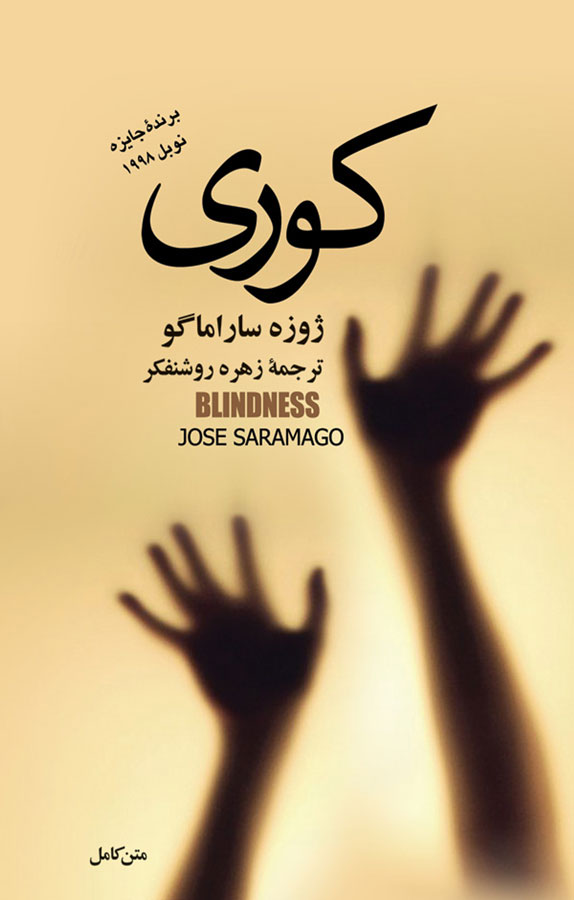 برندهٔ جایزه
نوبل ۱۹۹۸
کوری
ژوزه ساراماگو
ترجمهٔ زهره روشنفکر
BLINDNESS
JOSE SARAMAGO
متن کامل